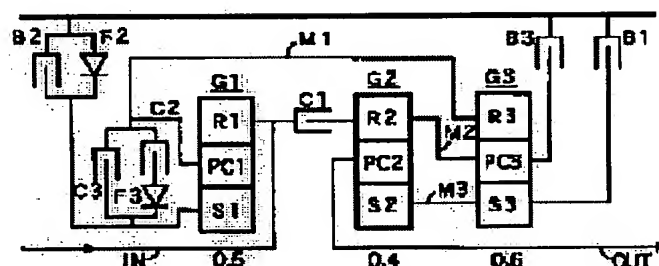 B2 F2 M1 B3 B1
G1 G2 G3
C2 C1
R1 R2 R3
M2
PC1 PC2 PC3
C3 F3
S1 S2 M3 S3
IN 0.5 0.4 0.6 OUT